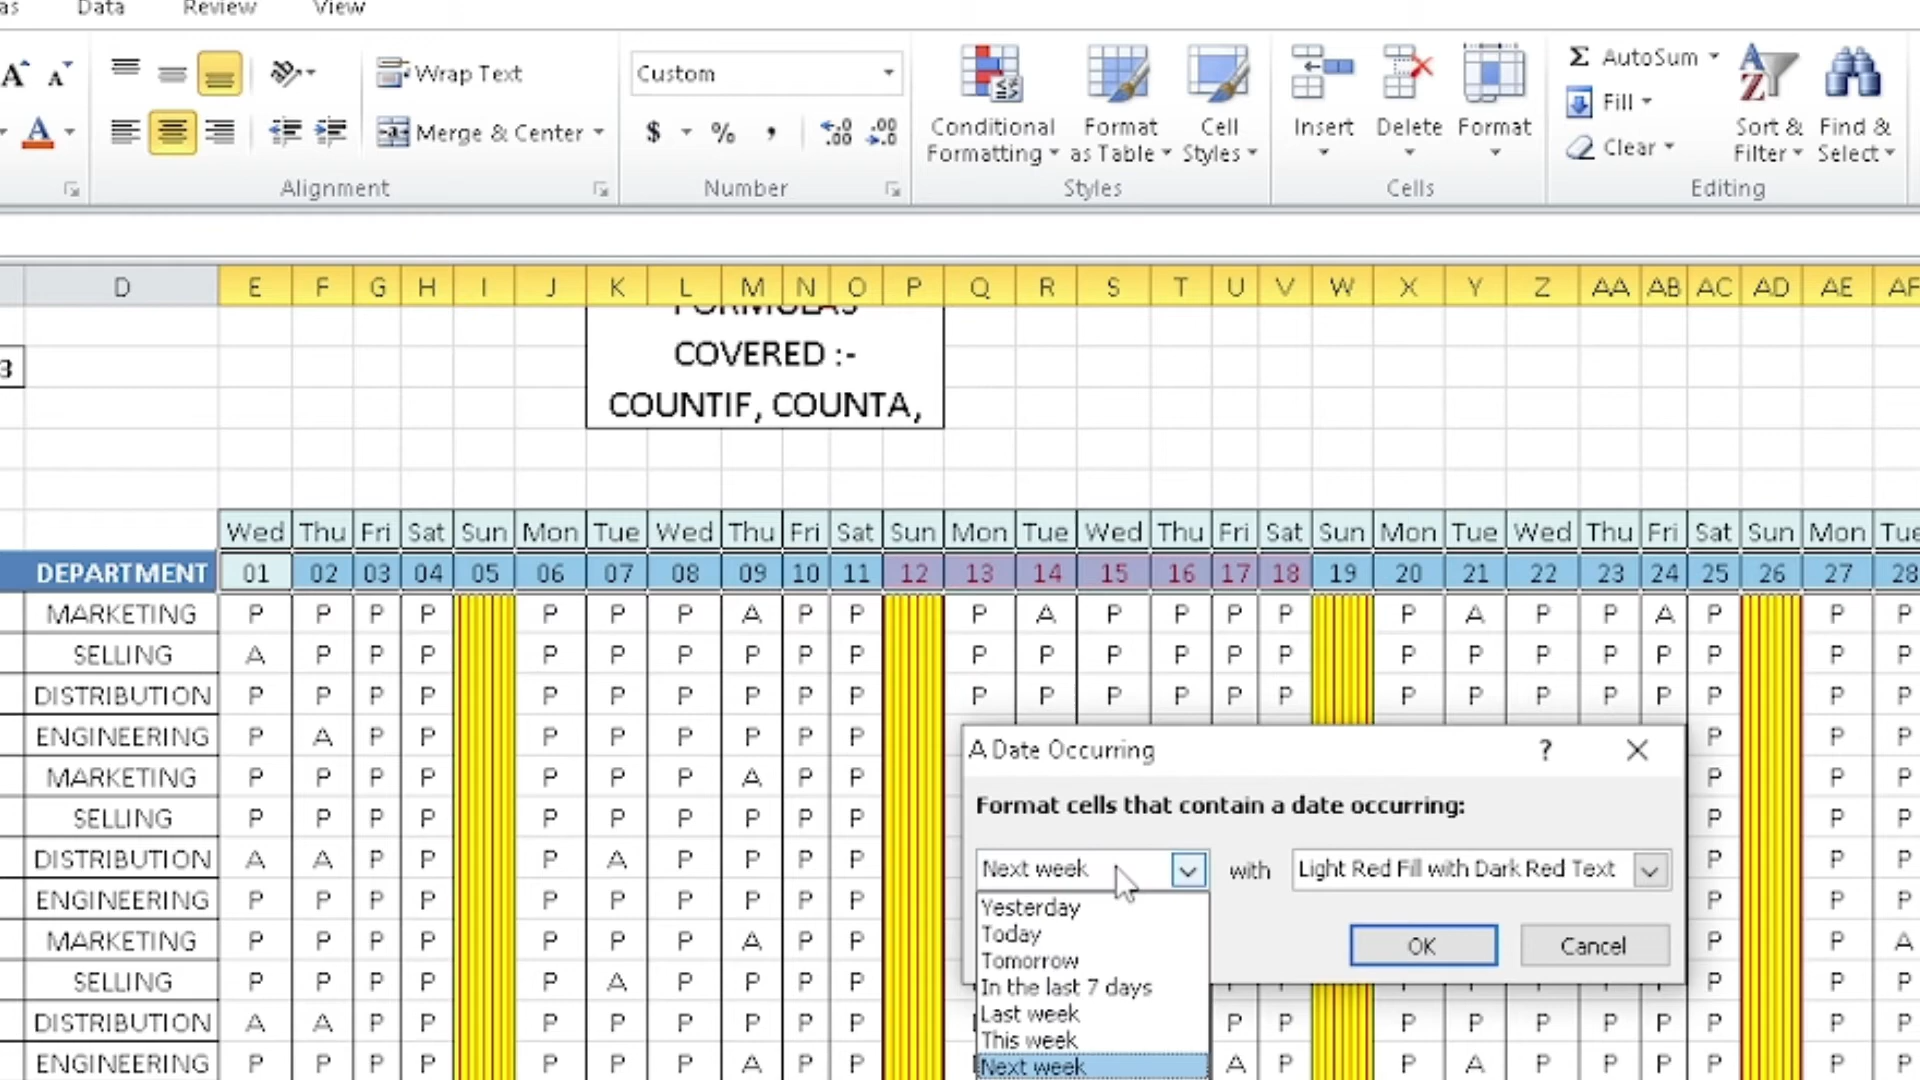 as Data Review View
A A Wrap Text Custom Σ AutoSum
Fill
A Merge & Center $ % , .0 .00 Conditional Formatting Format as Table Cell Styles Insert Delete Format Clear Sort & Filter Find & Select
Alignment Number Styles Cells Editing
D E F G H I J K L M N O P Q R S T U V W X Y Z AA AB AC AD AE AF
FORMULAS
3 COVERED :-
COUNTIF, COUNTA,
Wed Thu Fri Sat Sun Mon Tue Wed Thu Fri Sat Sun Mon Tue Wed Thu Fri Sat Sun Mon Tue Wed Thu Fri Sat Sun Mon Tue
DEPARTMENT 01 02 03 04 05 06 07 08 09 10 11 12 13 14 15 16 17 18 19 20 21 22 23 24 25 26 27 28
MARKETING P P P P P P P A P P P A P P P P P A P A P P P
SELLING A P P P P P P P P P P P P P P P P P P P P P P
DISTRIBUTION P P P P P P P P P P P P P P P P P P P P P P P
ENGINEERING P A P P P P P P P P P P P
MARKETING P P P P P P P A P P P P P
SELLING P P P P P P P P P P P P P
DISTRIBUTION A A P P P A P P P P P P P
ENGINEERING P P P P P P P P P P P P P
MARKETING P P P P P P P A P P P P A
SELLING P P P P P A P P P P P P P
DISTRIBUTION A A P P P P P P P P P P P P P P P P P P
ENGINEERING P P P P P P P A P P A P P A P P P P P P
A Date Occurring ?
Format cells that contain a date occurring:
Next week with Light Red Fill with Dark Red Text
Yesterday
Today
Tomorrow
In the last 7 days
Last week
This week
Next week
OK Cancel